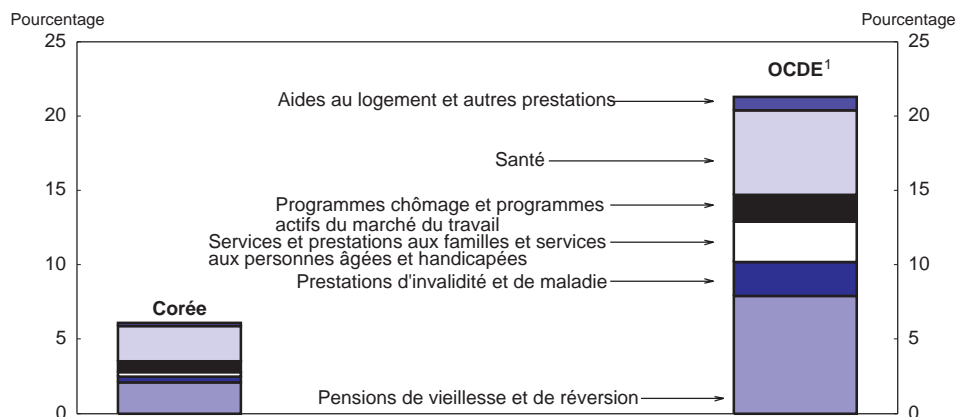 Pourcentage
Pourcentage
25
25
OCDE1
Aides au logement et autres prestations
20
20
Santé
15
15
Programmes chômage et programmes
actifs du marché du travail
Services et prestations aux familles et services
aux personnes âgées et handicapées
10
10
Prestations d'invalidité et de maladie
Corée
5
5
Pensions de vieillesse et de réversion
0
0